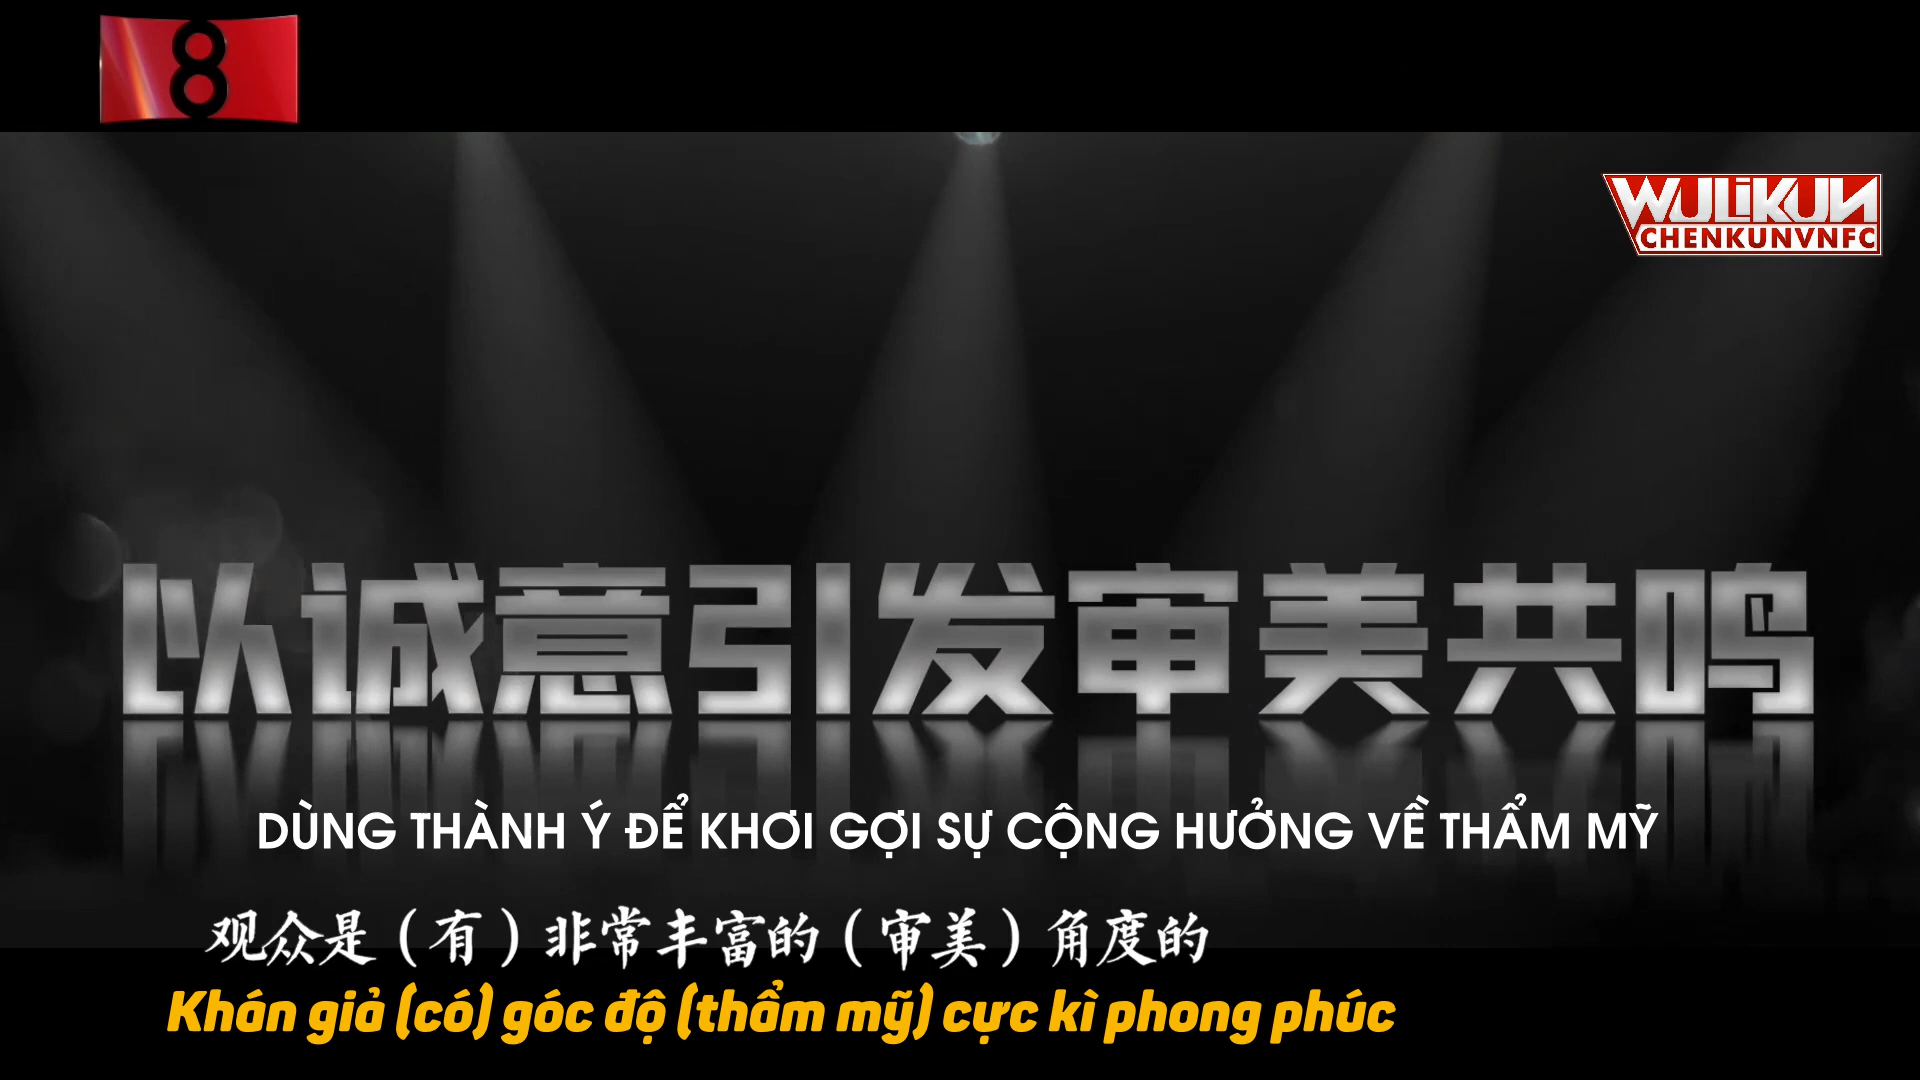 8
WULiKUN
CHENKUNVNFC
以诚意引发审美共鸣
DÙNG THÀNH Ý ĐỂ KHƠI GỢI SỰ CỘNG HƯỞNG VỀ THẨM MỸ
观众是（有）非常丰富的（审美）角度的
Khán giả (có) góc độ (thẩm mỹ) cực kì phong phúc